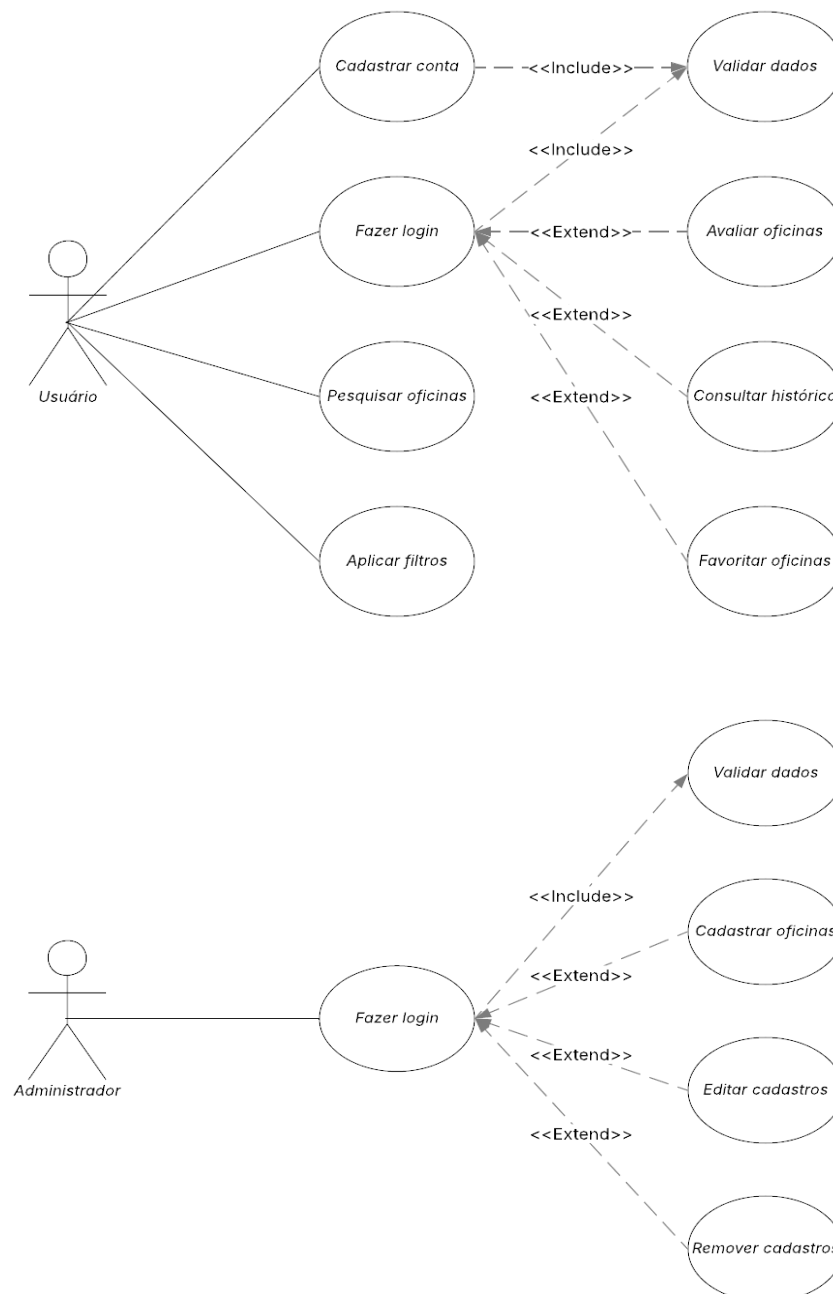 Cadastrar conta
<<Include>>
Validar dados
<<Include>>
Fazer login
<<Extend>>
Avaliar oficinas
<<Extend>>
Usuário
Pesquisar oficinas
<<Extend>>
Consultar histórico
Aplicar filtros
Favoritar oficinas
Validar dados
<<Include>>
Cadastrar oficinas
<<Extend>>
Fazer login
<<Extend>>
Administrador
Editar cadastros
<<Extend>>
Remover cadastros